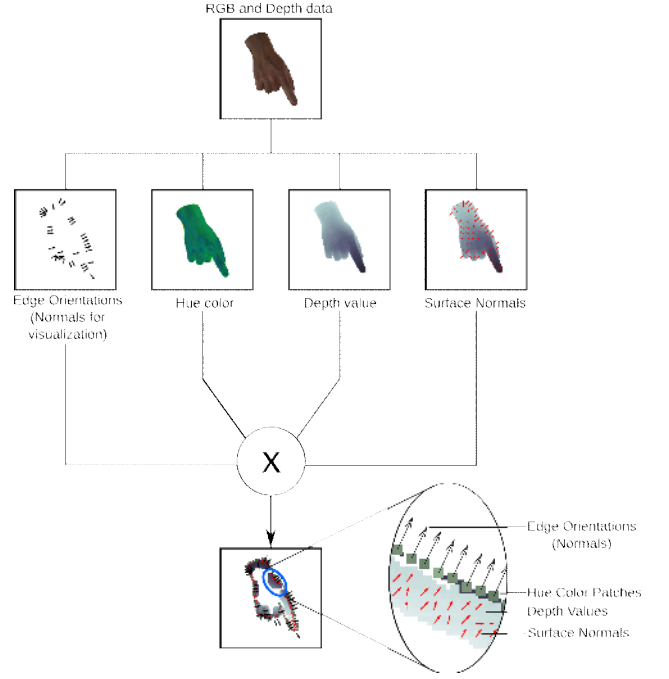 RGB and Depth data
Edge Orientations
(Normals for
visualization)
Hue color
Depth value
Surface Normals
X
Edge Orientations
(Normals)
Hue Color Patches
Depth Values
Surface Normals